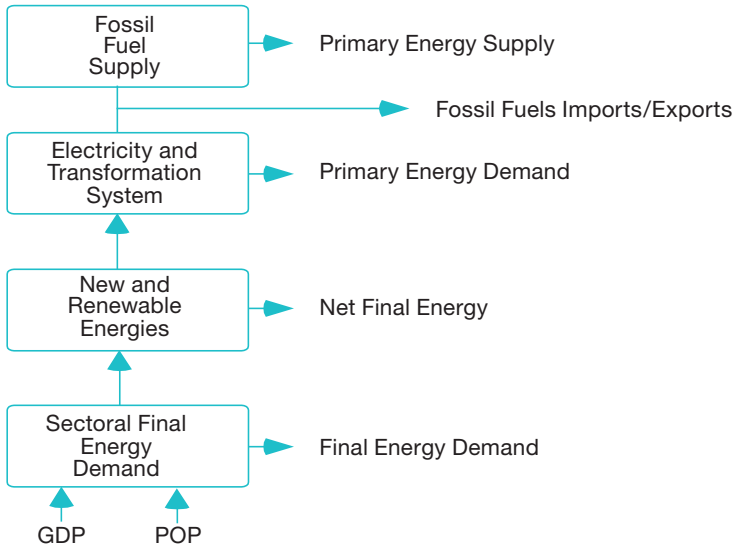 Fossil
Fuel
Supply
Primary Energy Supply
Fossil Fuels Imports/Exports
Electricity and
Transformation
System
Primary Energy Demand
New and
Renewable
Energies
Net Final Energy
Sectoral Final
Energy
Demand
Final Energy Demand
GDP
POP